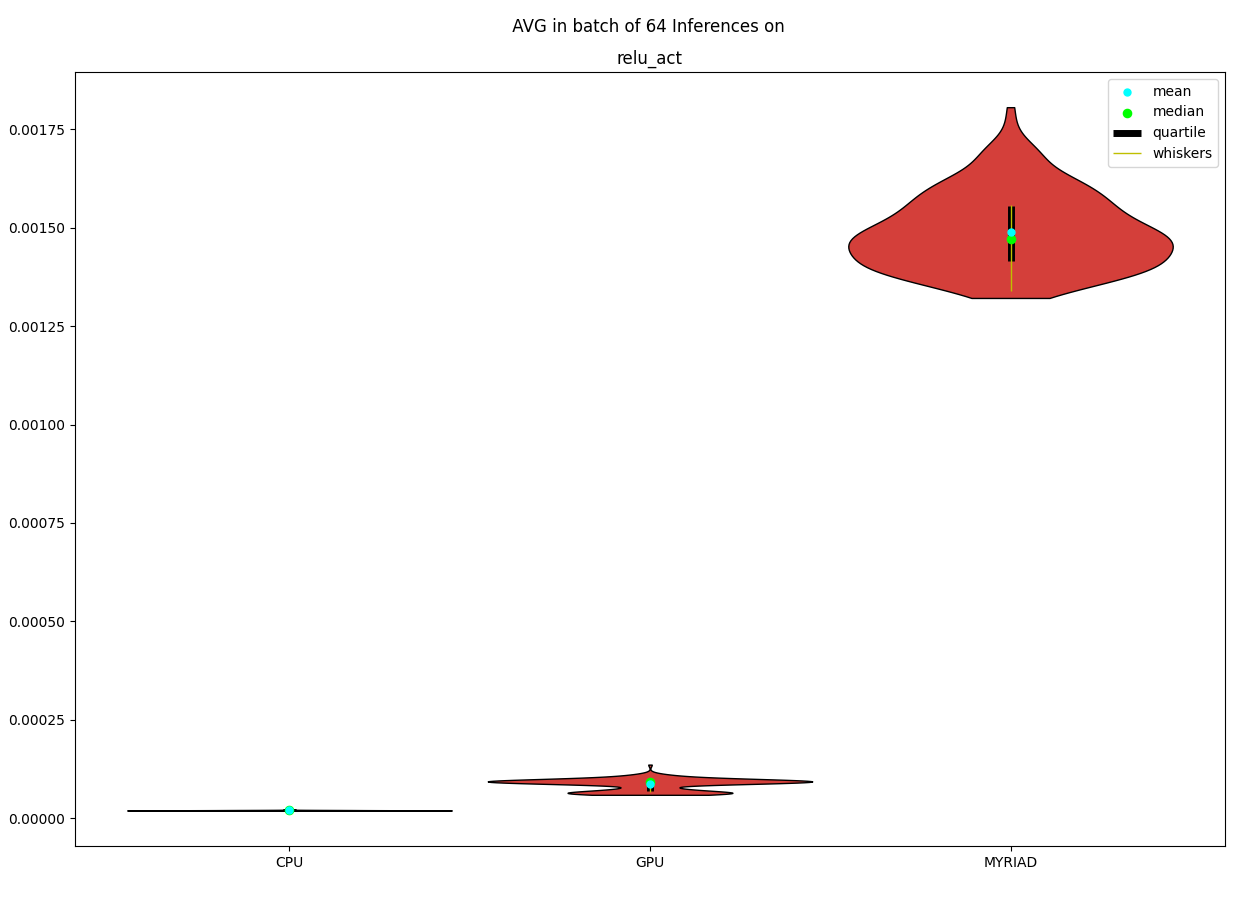 AVG in batch of 64 Inferences on
relu_act
mean
median
quartile
whiskers
0.00175
0.00150
0.00125
0.00100
0.00075
0.00050
0.00025
0.00000
CPU
GPU
MYRIAD